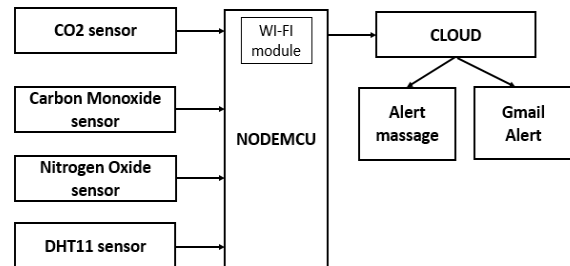 CO2 sensor
WI-FI
module
CLOUD
Carbon Monoxide
sensor
Alert
massage
Gmail
Alert
NODEMCU
Nitrogen Oxide
sensor
DHT11 sensor